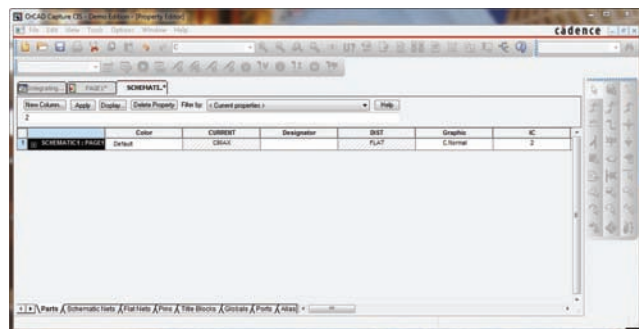 OrCAD Capture CIS - Demo Edition - [Property Editor]
File Edit View Tools Options Window Help
cādence
C
Integrating... PAGE1* SCHEMATI..*
New Column... Apply Display... Delete Property Filter by: < Current properties > Help
2
Color CURRENT Designator DIST Graphic IC
1 SCHEMATIC1 : PAGE1 Default CIMAX FLAT C.Normal 2
Parts Schematic Nets Flat Nets Pins Title Blocks Globals Ports Alias